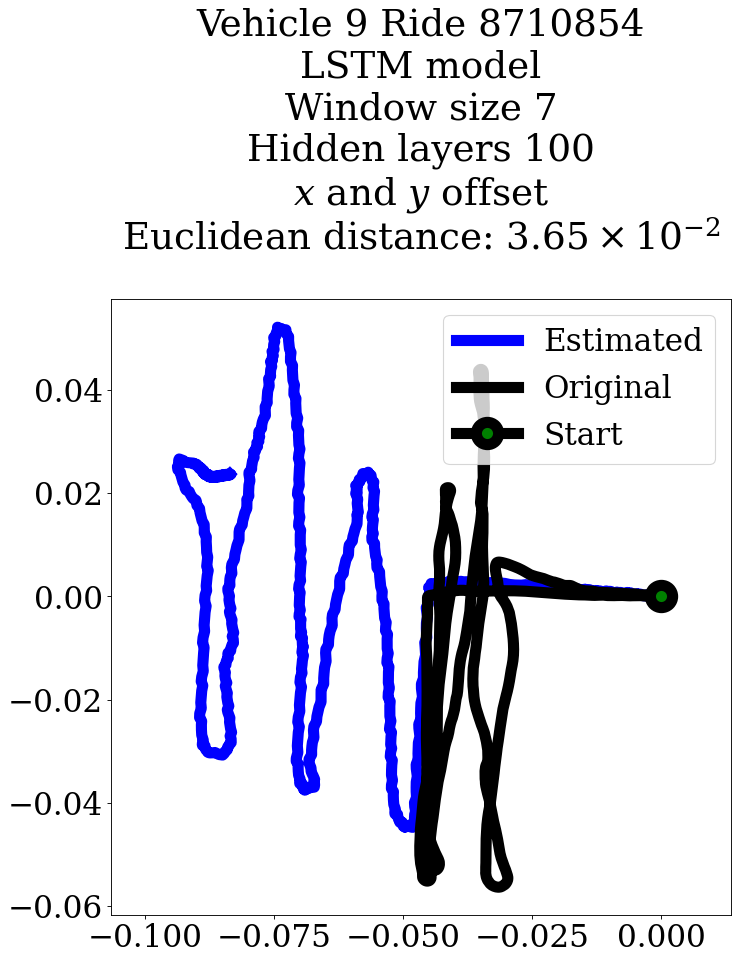 Vehicle 9 Ride 8710854
LSTM model
Window size 7
Hidden layers 100
x and y offset
Euclidean distance: 3.65 × 10⁻²
Estimated
Original
Start
0.04
0.02
0.00
−0.02
−0.04
−0.06
−0.100 −0.075 −0.050 −0.025 0.000